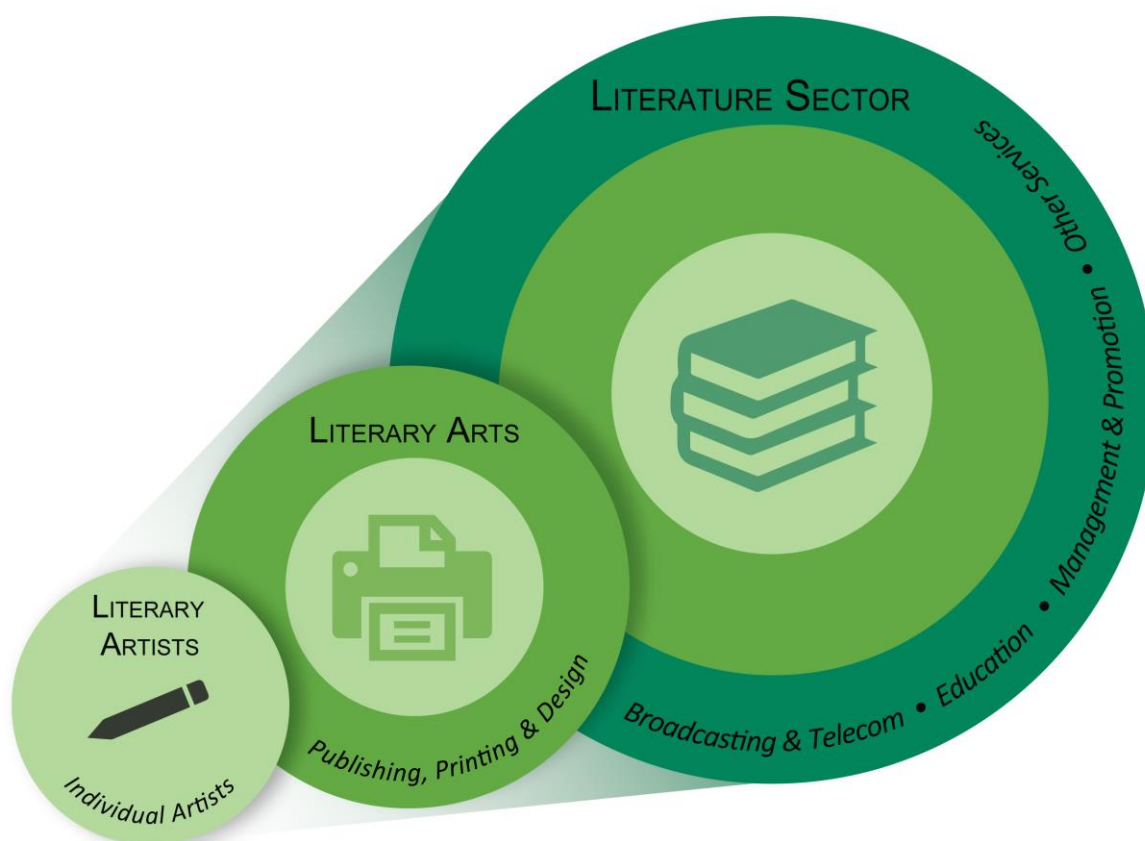 LITERATURE SECTOR
Broadcasting & Telecom • Education • Management & Promotion • Other Services
LITERARY ARTS
Publishing, Printing & Design
LITERARY
ARTISTS
Individual Artists